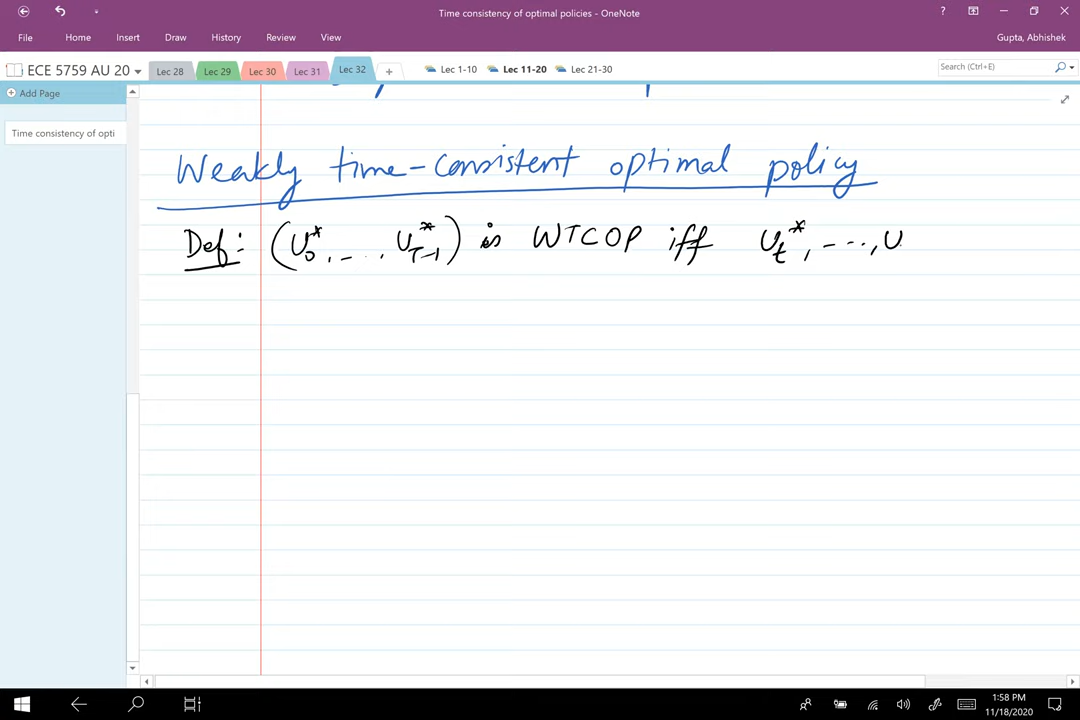 Time consistency of optimal policies - OneNote
?
File Home Insert Draw History Review View Gupta, Abhishek
ECE 5759 AU 20 Lec 28 Lec 29 Lec 30 Lec 31 Lec 32 + Lec 1-10 Lec 11-20 Lec 21-30 Search (Ctrl+E)
+ Add Page
Time consistency of opti
Weakly time-consistent optimal policy
Def: (U₀*, ..., U_{T-1}*) is WTCOP iff U_t*, ..., U
1:58 PM
11/18/2020